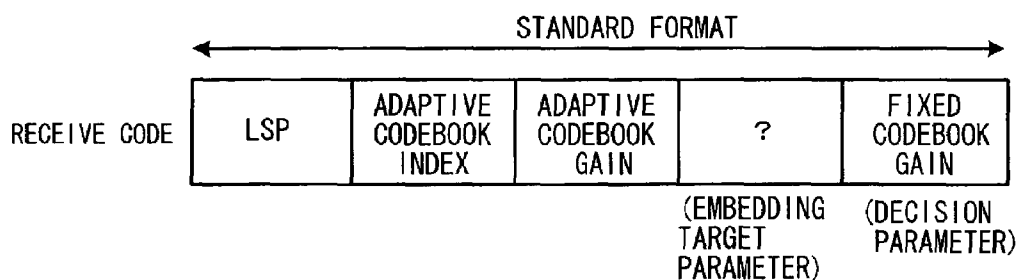 STANDARD FORMAT
RECEIVE CODE
LSP
ADAPTIVE
CODEBOOK
INDEX
ADAPTIVE
CODEBOOK
GAIN
?
FIXED
CODEBOOK
GAIN
(EMBEDDING
TARGET
PARAMETER)
(DECISION
PARAMETER)